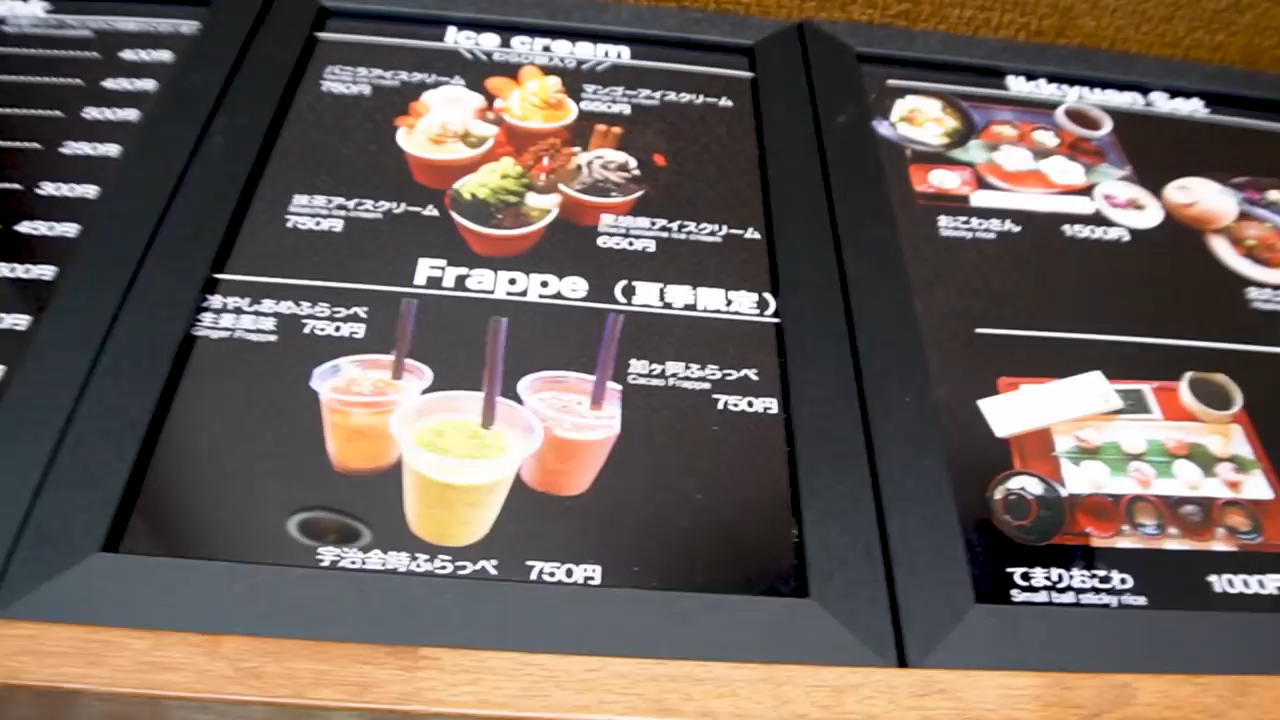 400円
450円
500円
250円
300円
450円
Ice cream
バニラアイスクリーム
750円
マンゴーアイスクリーム
650円
抹茶アイスクリーム
Matcha ice cream
750円
黒胡麻アイスクリーム
Black sesame ice cream
650円
Frappe (夏季限定)
冷やしあめふらっぺ
生姜風味 750円
Ginger Frappe
加ヶ阿ふらっぺ
Cacao Frappe
750円
宇治金時ふらっぺ 750円
Ikkyuan Set
おこわさん 1500円
Sticky rice
てまりおこわ 1000円
Small ball sticky rice